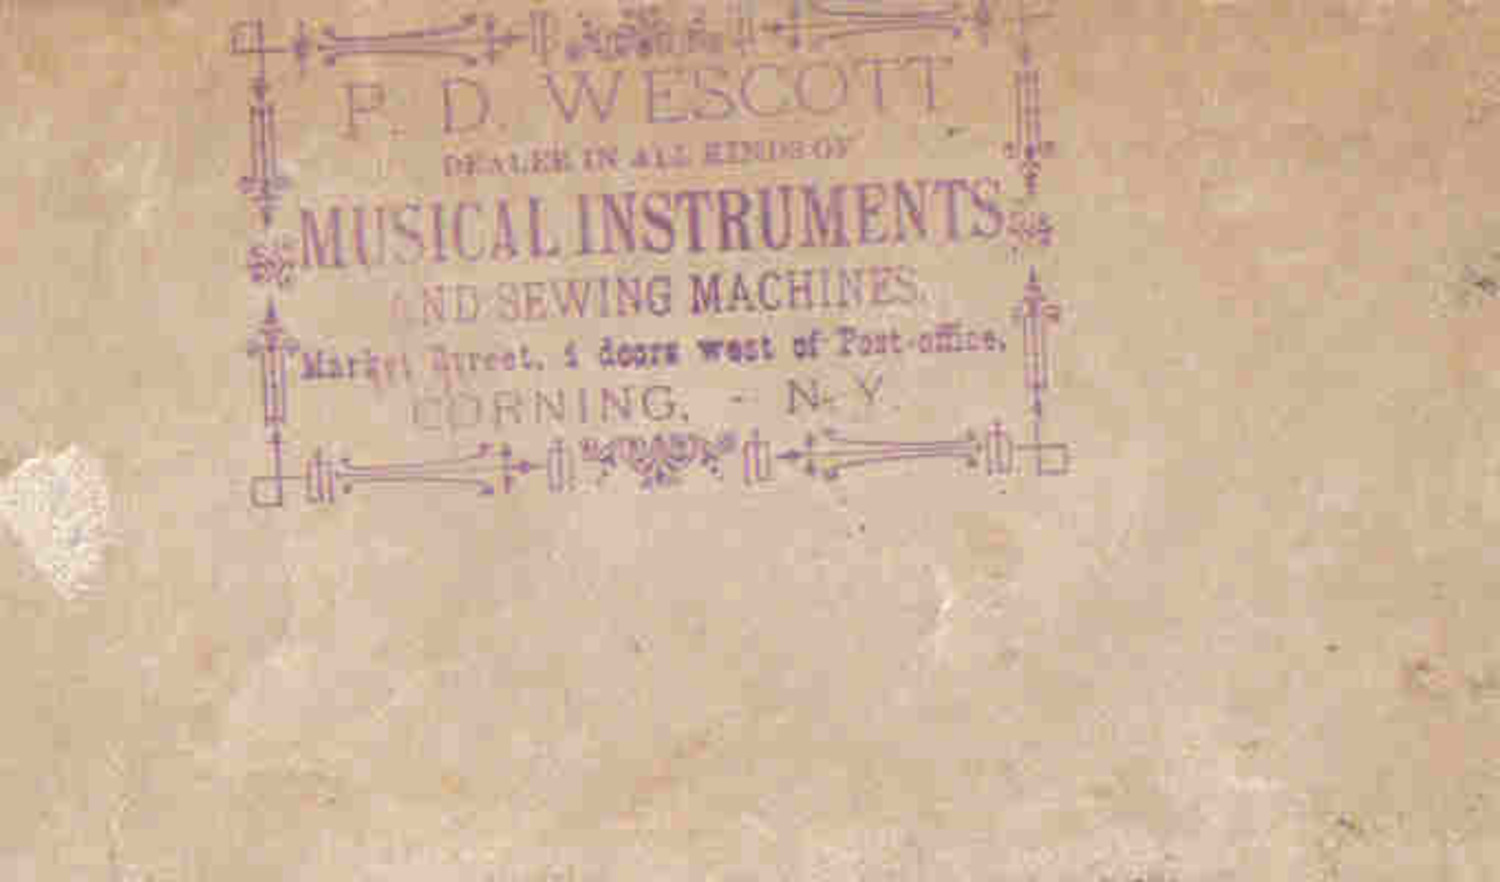 P. D. WESCOTT
DEALER IN ALL KINDS OF
MUSICAL INSTRUMENTS
AND SEWING MACHINES.
Market Street, doors west of Post-office,
CORNING, - N. Y.